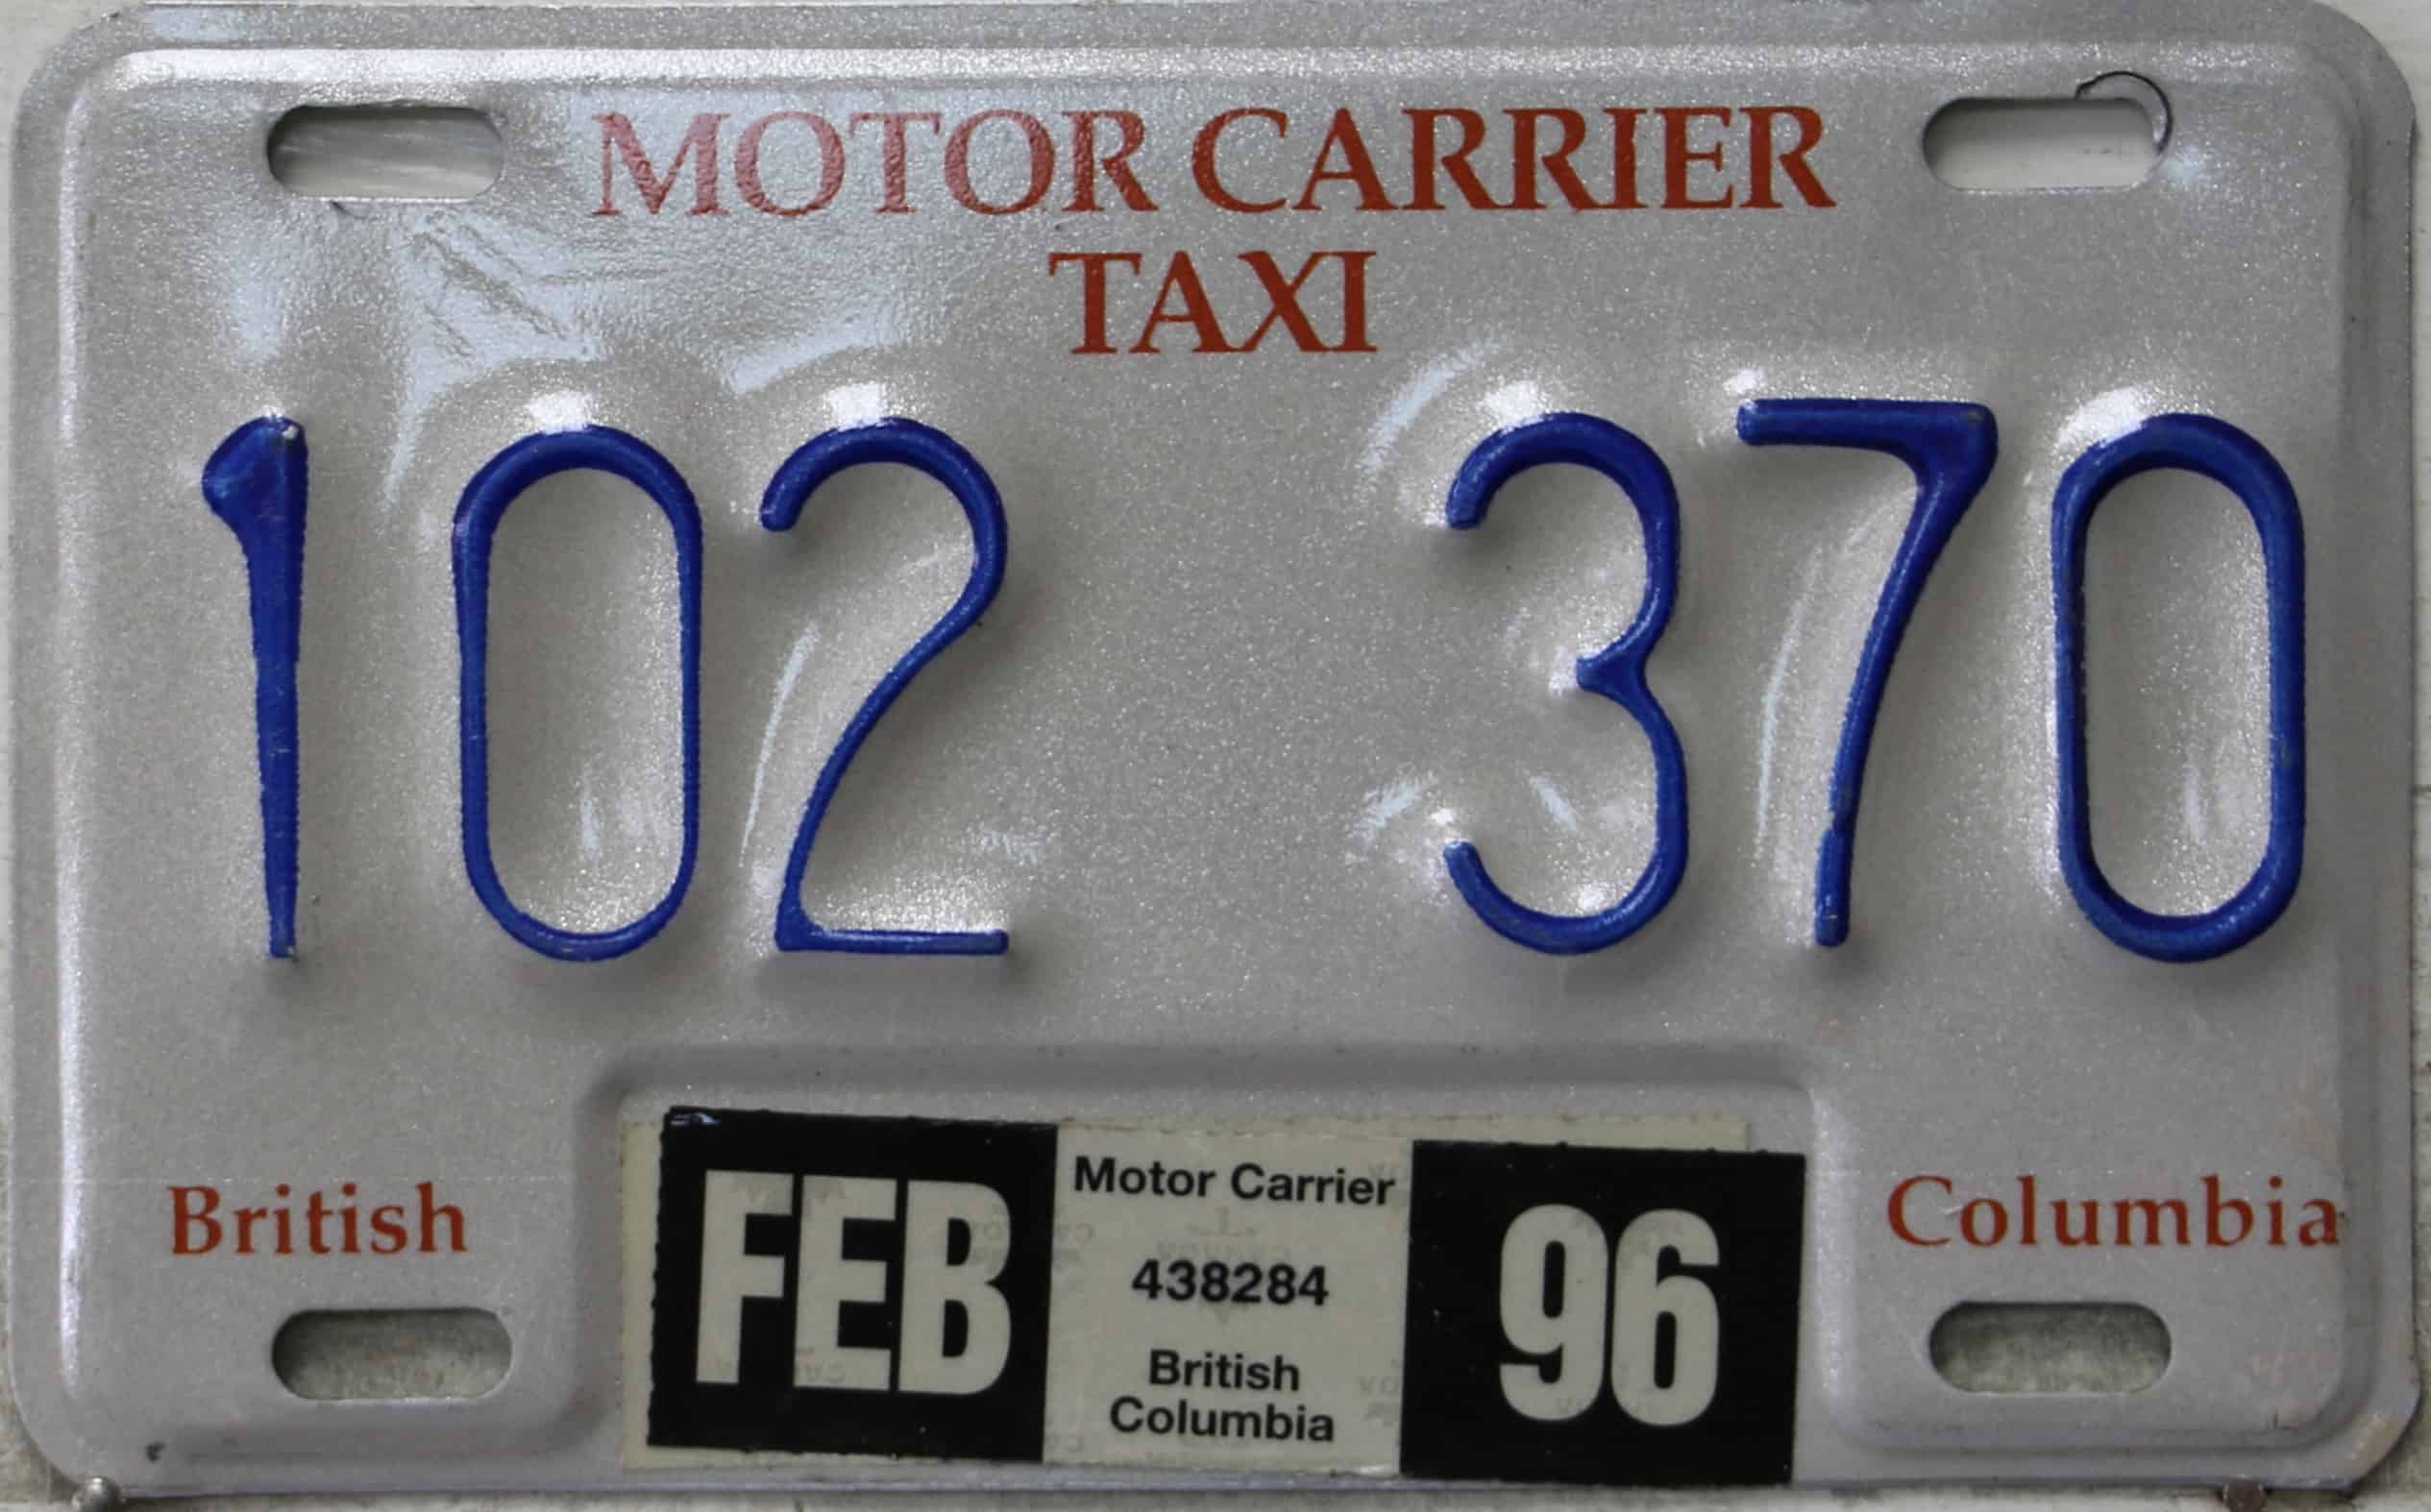 MOTOR CARRIER
TAXI
102 370
British
Columbia
FEB
Motor Carrier
438284
British
Columbia
96